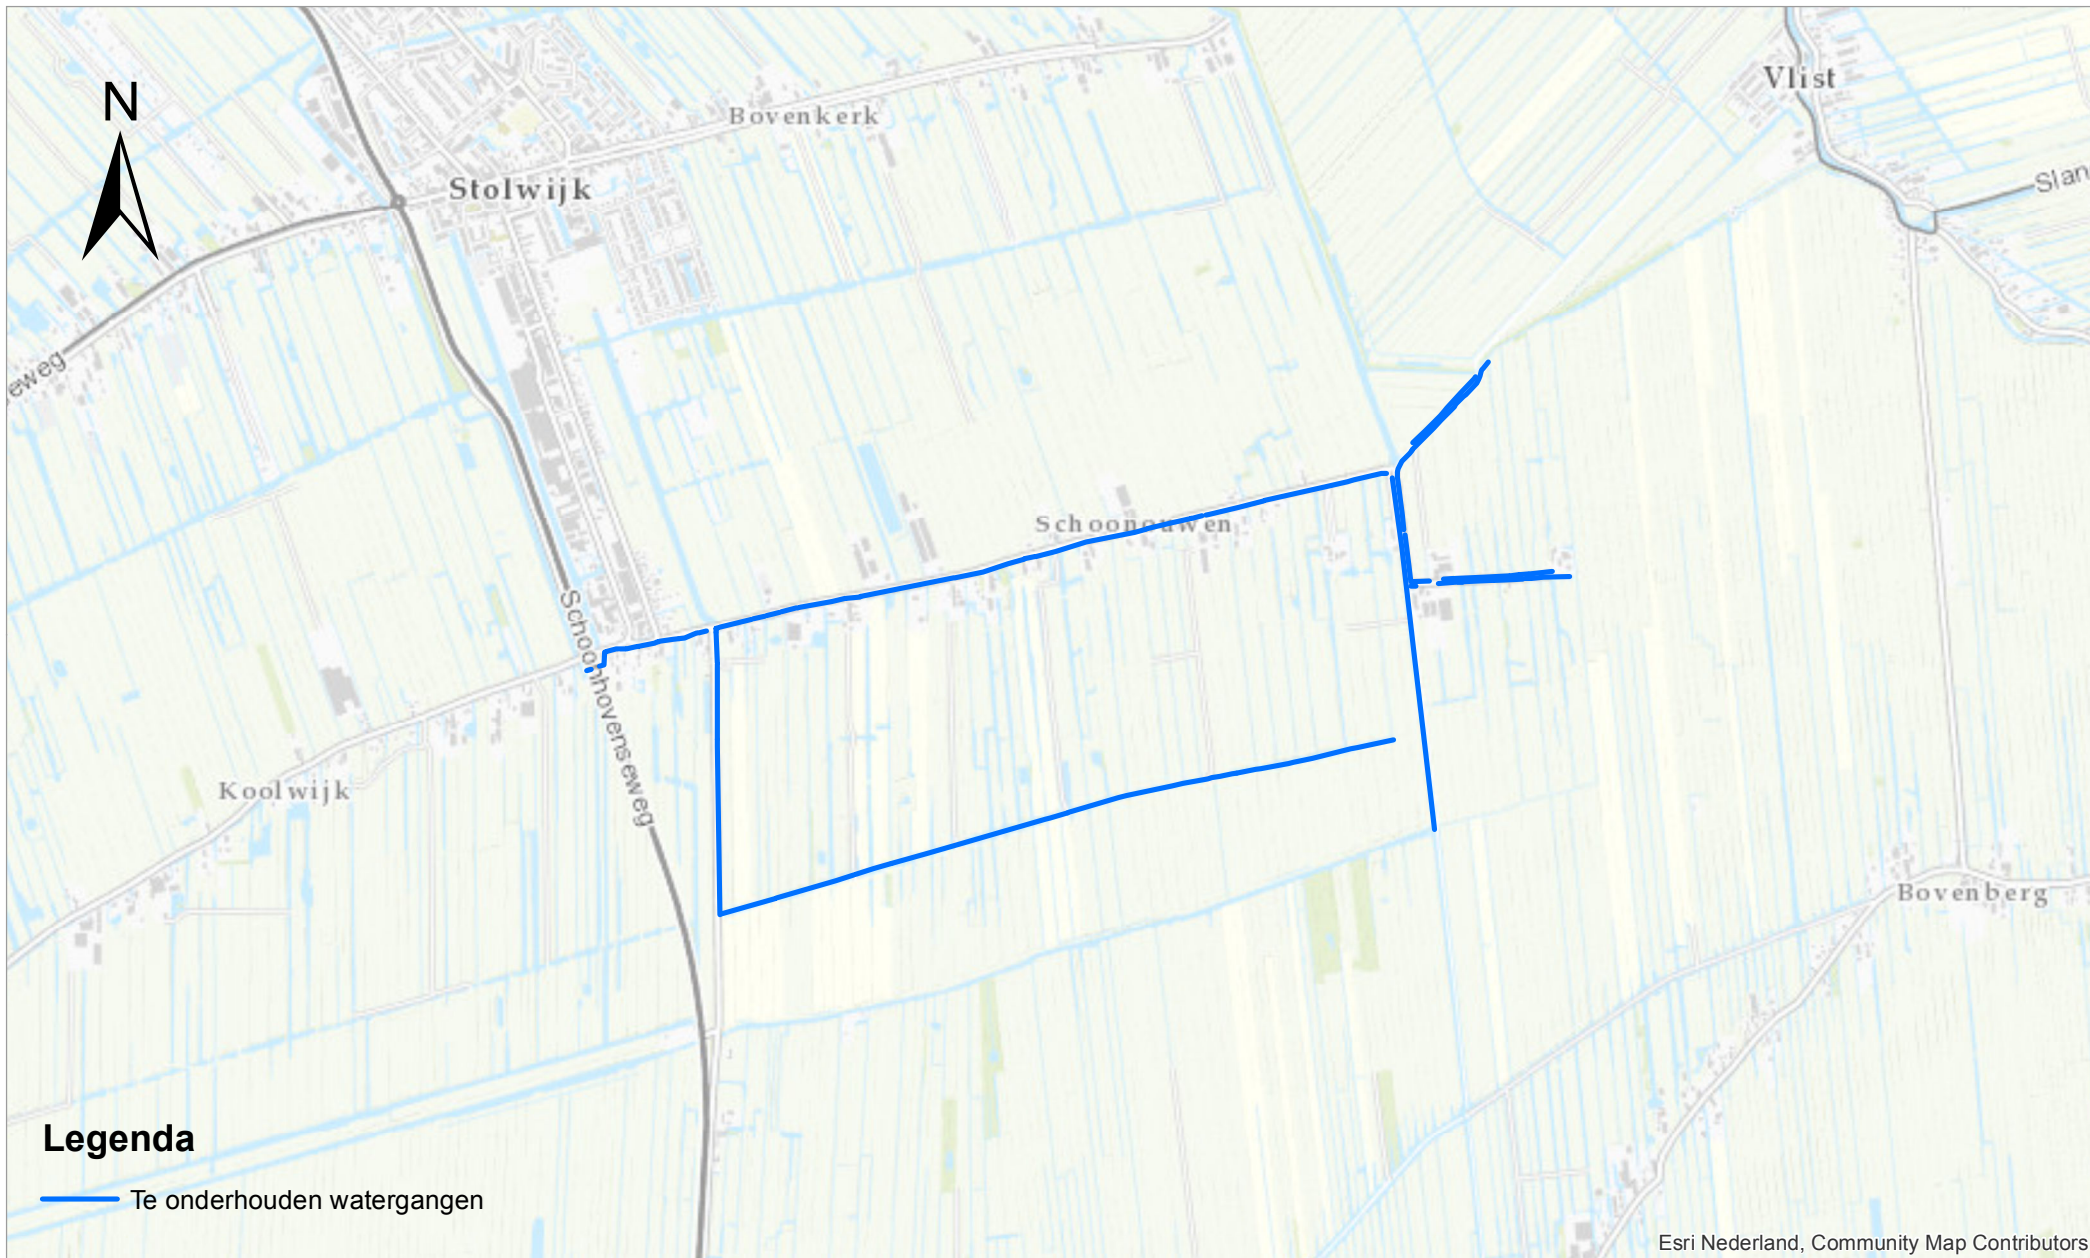 N
Vlist
Bovenkerk
Stolwijk
Slan
eweg
Schoonouwen
Schoonhovenseweg
Koolwijk
Bovenberg
Legenda
Te onderhouden watergangen
Esri Nederland, Community Map Contributors